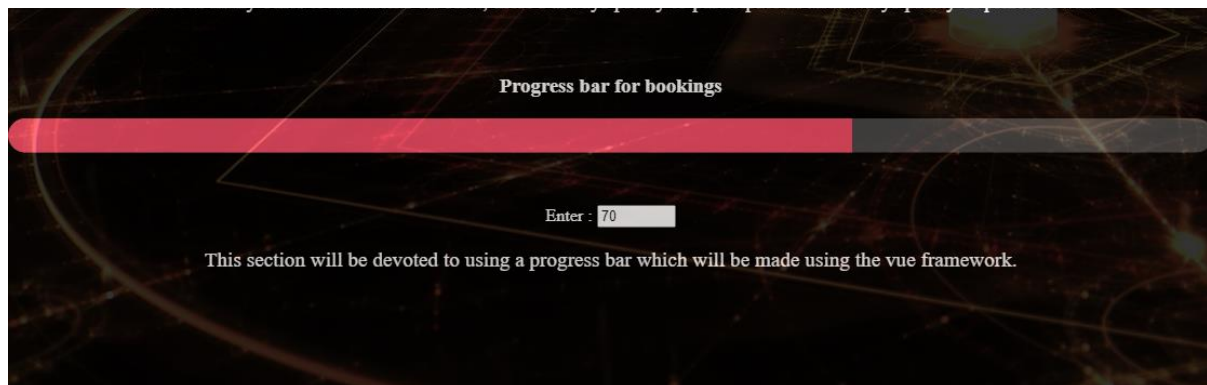 Progress bar for bookings
Enter : 70
This section will be devoted to using a progress bar which will be made using the vue framework.